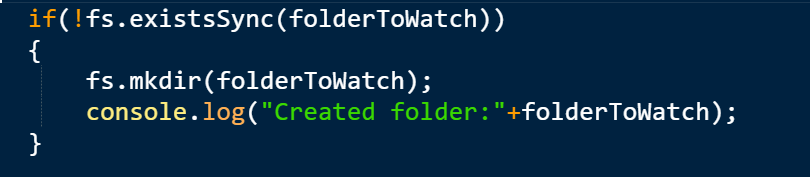 if(!fs.existsSync(folderToWatch))
{
    fs.mkdir(folderToWatch);
    console.log("Created folder:"+folderToWatch);
}